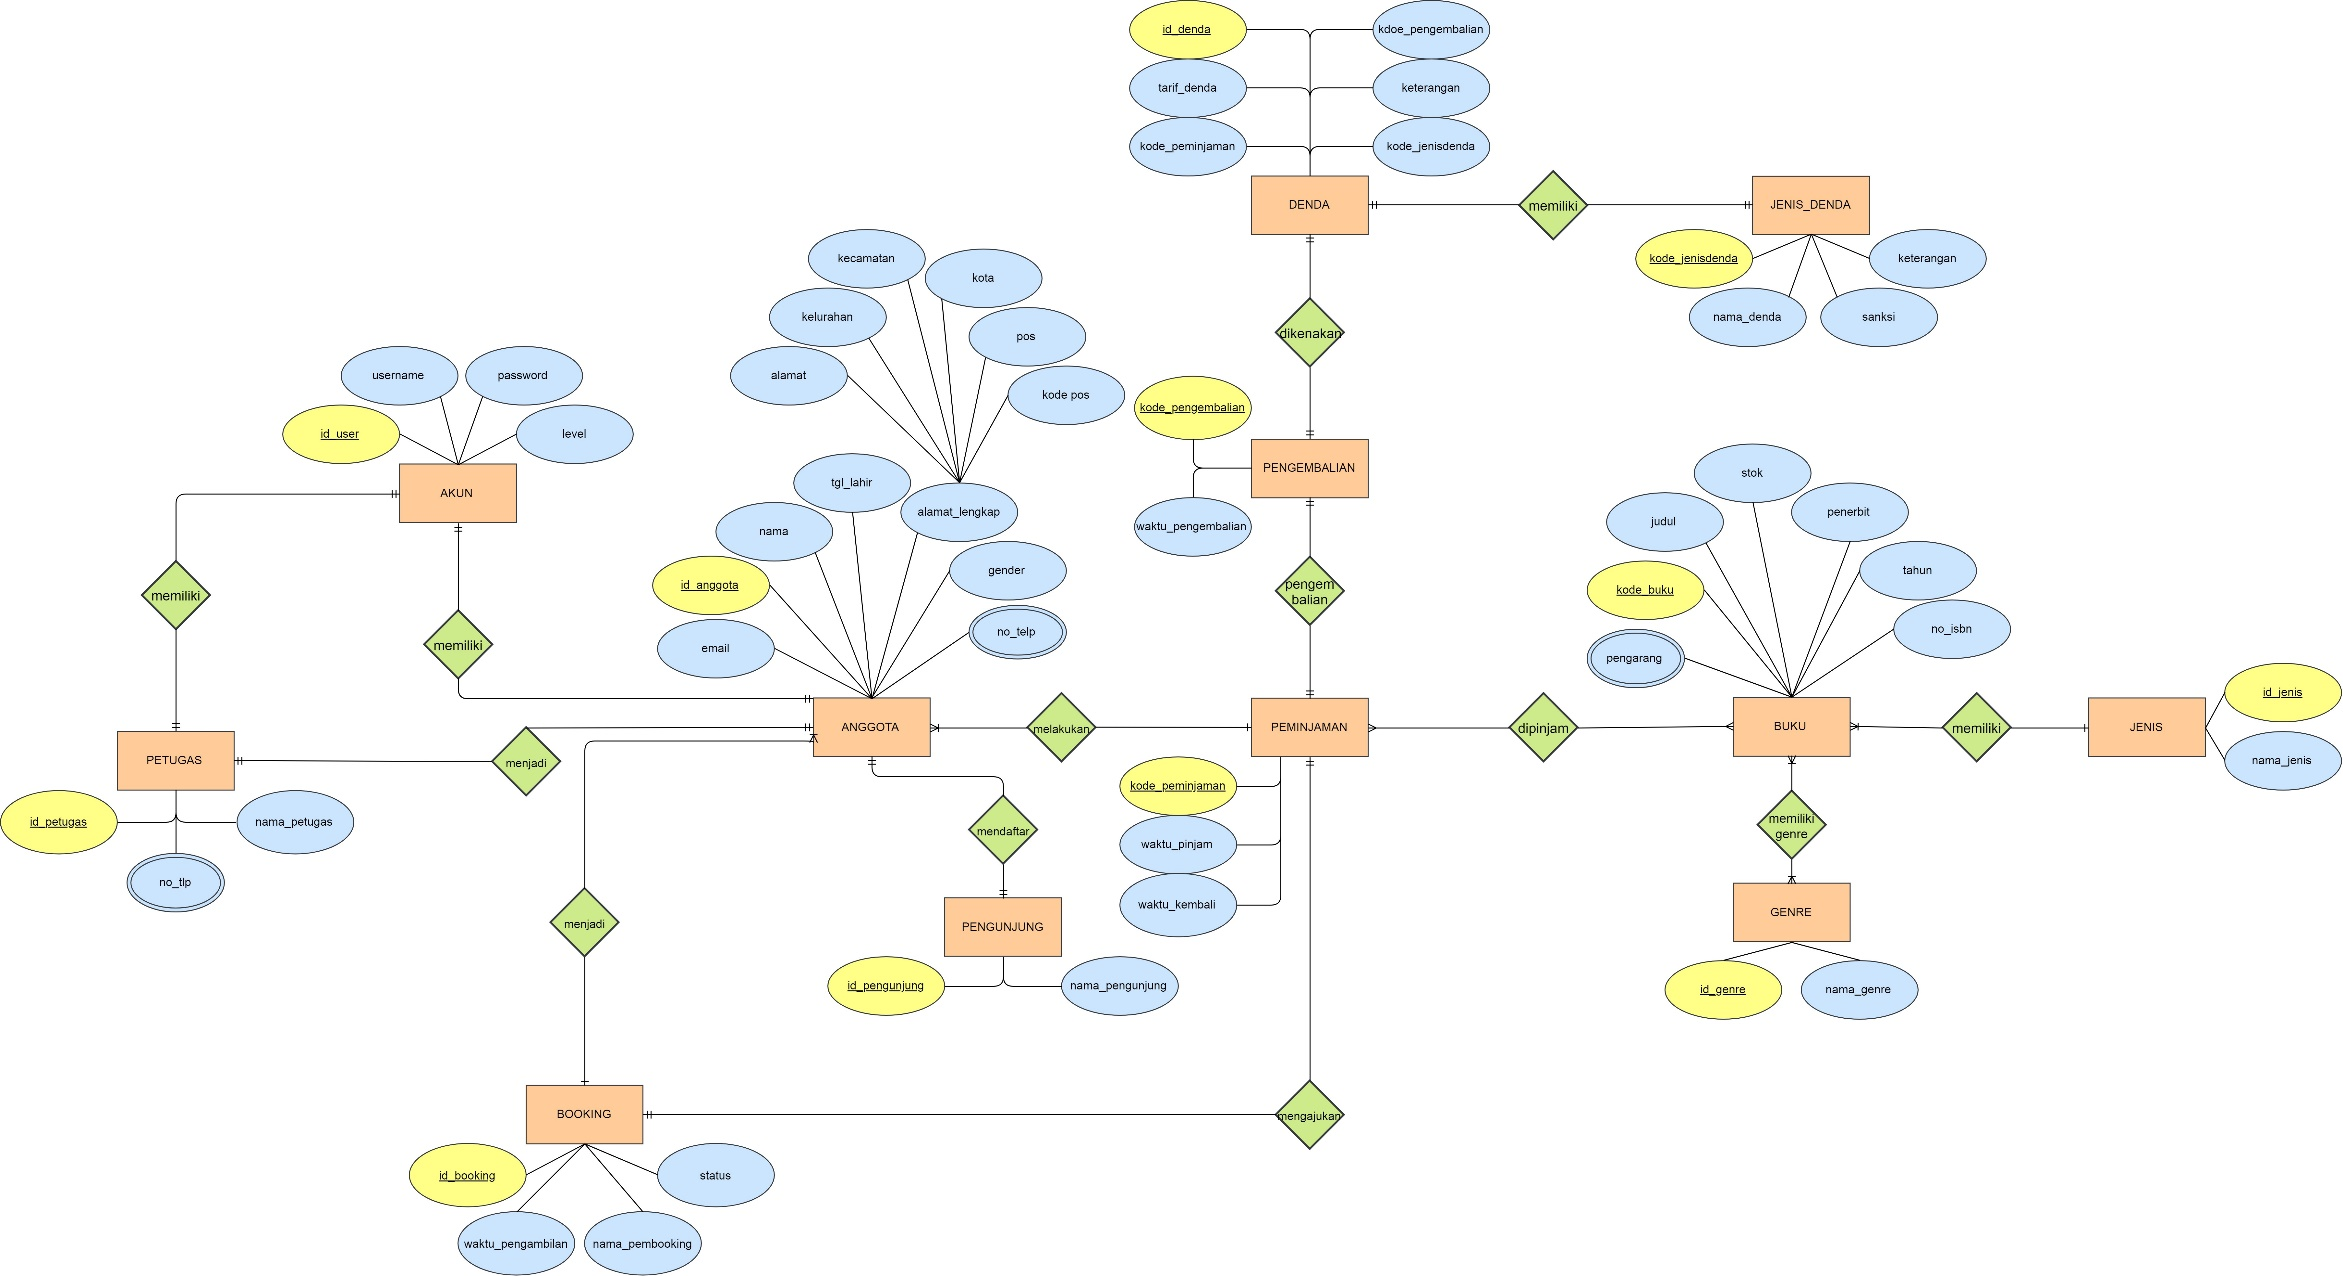 id_denda
kdoe_pengembalian
tarif_denda
keterangan
kode_peminjaman
kode_jenisdenda
DENDA
memiliki
JENIS_DENDA
kode_jenisdenda
keterangan
nama_denda
sanksi
kecamatan
kota
kelurahan
pos
alamat
kode pos
dikenakan
username
password
id_user
level
AKUN
kode_pengembalian
PENGEMBALIAN
waktu_pengembalian
tgl_lahir
alamat_lengkap
nama
gender
id_anggota
no_telp
email
stok
judul
penerbit
tahun
kode_buku
no_isbn
pengarang
memiliki
memiliki
pengem
balian
ANGGOTA
melakukan
PEMINJAMAN
dipinjam
BUKU
memiliki
JENIS
id_jenis
nama_jenis
PETUGAS
menjadi
id_petugas
nama_petugas
no_tlp
kode_peminjaman
waktu_pinjam
waktu_kembali
mendaftar
memiliki
genre
GENRE
id_genre
nama_genre
menjadi
PENGUNJUNG
id_pengunjung
nama_pengunjung
BOOKING
mengajukan
id_booking
status
waktu_pengambilan
nama_pembooking